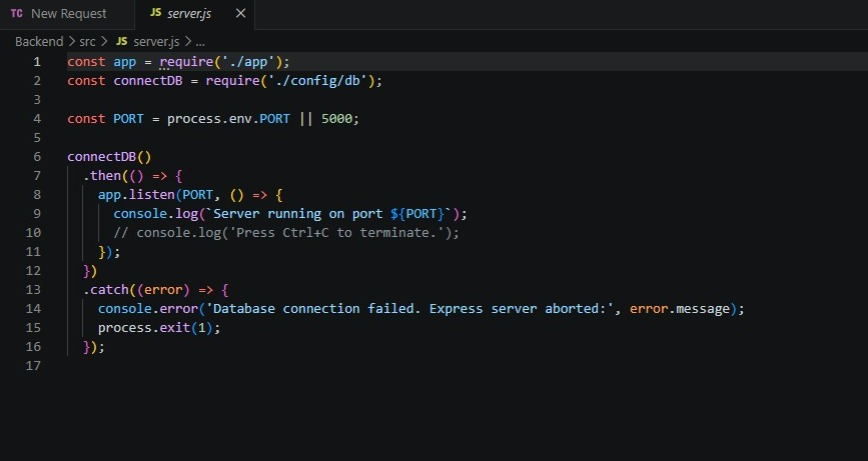 TC New Request JS server.js ×
Backend > src > JS server.js > ...
1 const app = require('./app');
2 const connectDB = require('./config/db');
3
4 const PORT = process.env.PORT || 5000;
5
6 connectDB()
7 .then(() => {
8 app.listen(PORT, () => {
9 console.log(`Server running on port ${PORT}`);
10 // console.log('Press Ctrl+C to terminate.');
11 });
12 })
13 .catch((error) => {
14 console.error('Database connection failed. Express server aborted:', error.message);
15 process.exit(1);
16 });
17